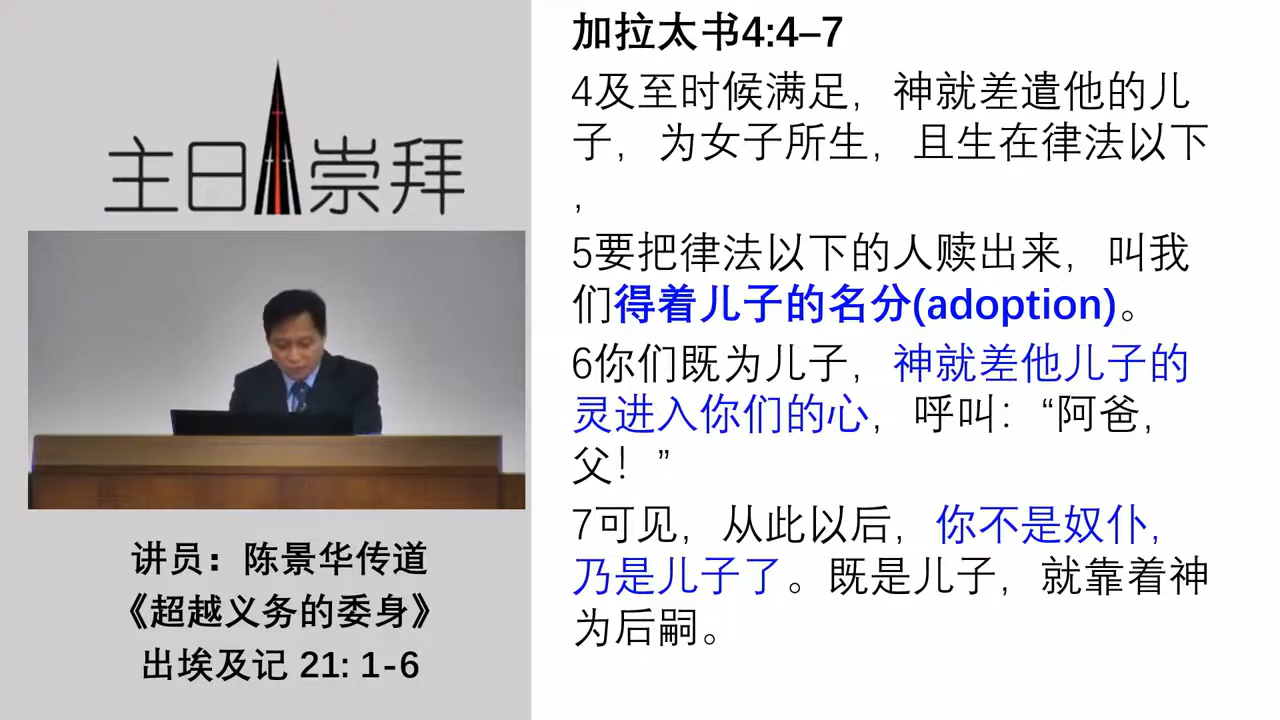 主日崇拜
讲员：陈景华传道
《超越义务的委身》
出埃及记 21: 1-6
加拉太书4:4–7
4及至时候满足，神就差遣他的儿
子，为女子所生，且生在律法以下
，
5要把律法以下的人赎出来，叫我
们得着儿子的名分(adoption)。
6你们既为儿子，神就差他儿子的
灵进入你们的心，呼叫：“阿爸，
父！”
7可见，从此以后，你不是奴仆，
乃是儿子了。既是儿子，就靠着神
为后嗣。